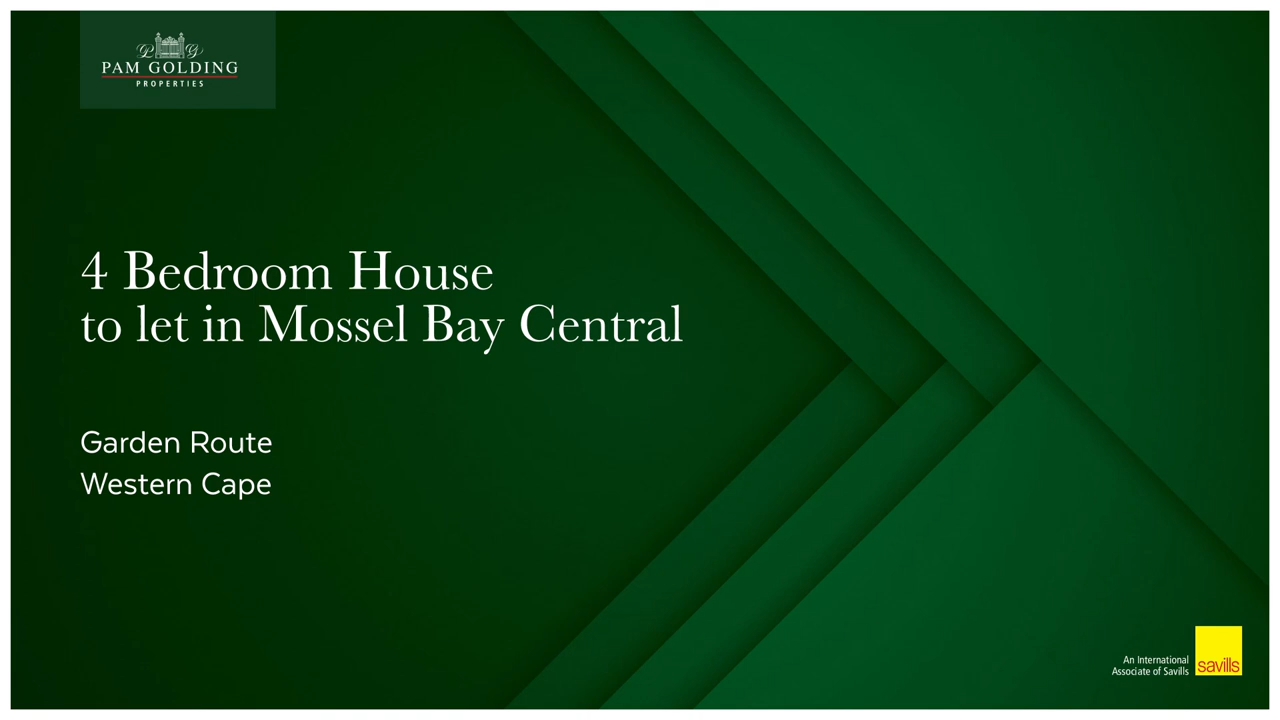 PAM GOLDING
PROPERTIES
4 Bedroom House
to let in Mossel Bay Central
Garden Route
Western Cape
An International
Associate of Savills
savills